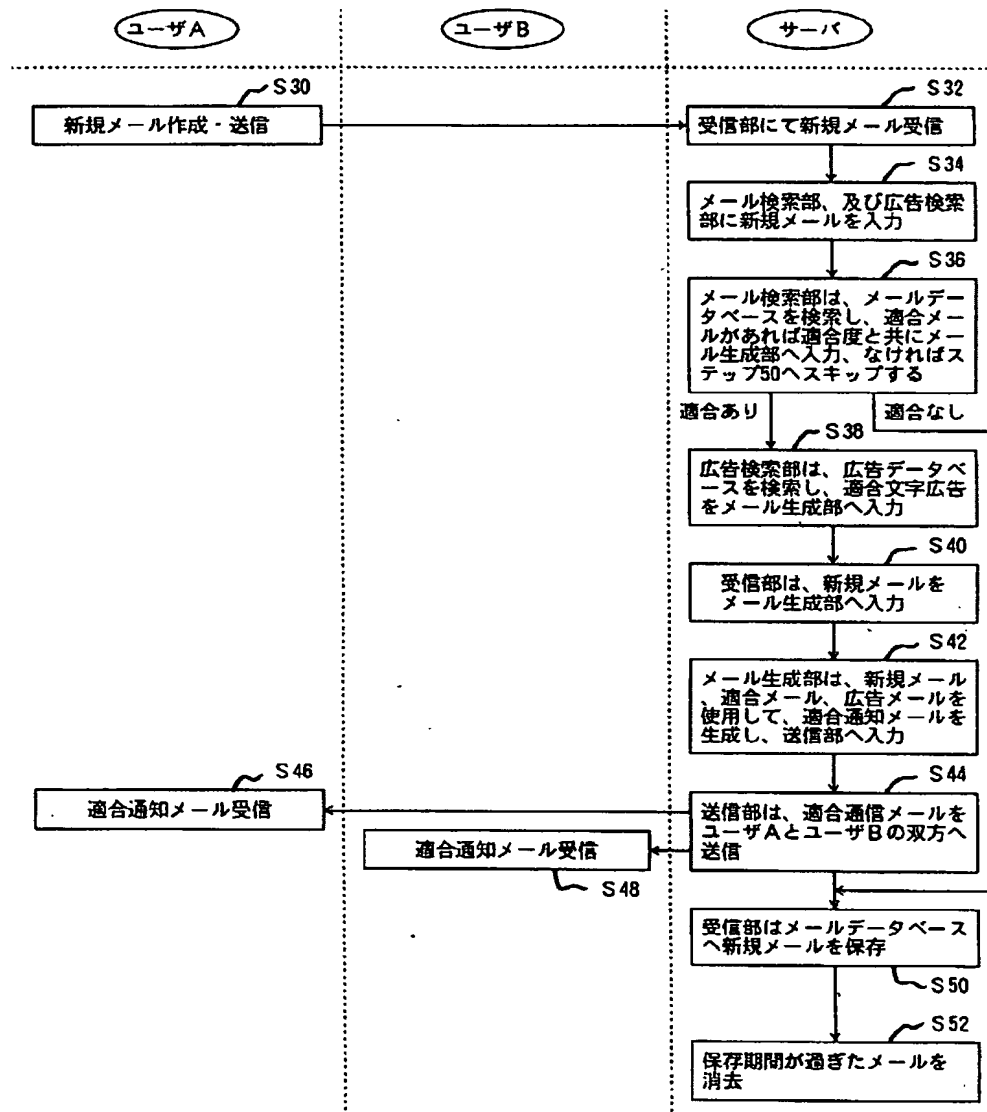 ユーザA
ユーザB
サーバ
S30
新規メール作成・送信
S32
受信部にて新規メール受信
S34
メール検索部、及び広告検索
部に新規メールを入力
S36
メール検索部は、メールデー
タベースを検索し、適合メー
ルがあれば適合度と共にメー
ル生成部へ入力、なければス
テップ50へスキップする
適合あり
適合なし
S38
広告検索部は、広告データベ
ースを検索し、適合文字広告
をメール生成部へ入力
S40
受信部は、新規メールを
メール生成部へ入力
S42
メール生成部は、新規メール
、適合メール、広告メールを
使用して、適合通知メールを
生成し、送信部へ入力
S44
送信部は、適合通信メールを
ユーザAとユーザBの双方へ
送信
S46
適合通知メール受信
適合通知メール受信
S48
受信部はメールデータベース
へ新規メールを保存
S50
S52
保存期間が過ぎたメールを
消去